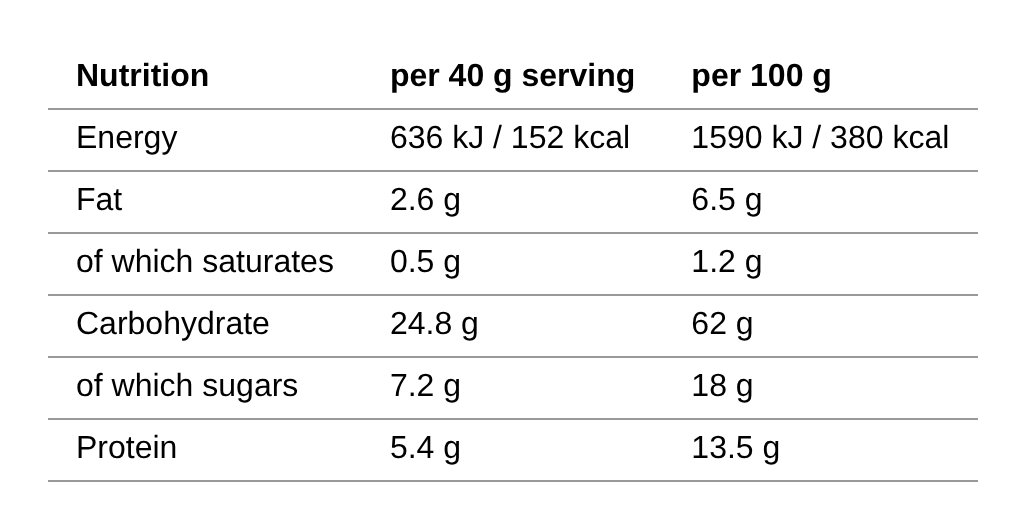 Nutrition per 40 g serving per 100 g
Energy 636 kJ / 152 kcal 1590 kJ / 380 kcal
Fat 2.6 g 6.5 g
of which saturates 0.5 g 1.2 g
Carbohydrate 24.8 g 62 g
of which sugars 7.2 g 18 g
Protein 5.4 g 13.5 g